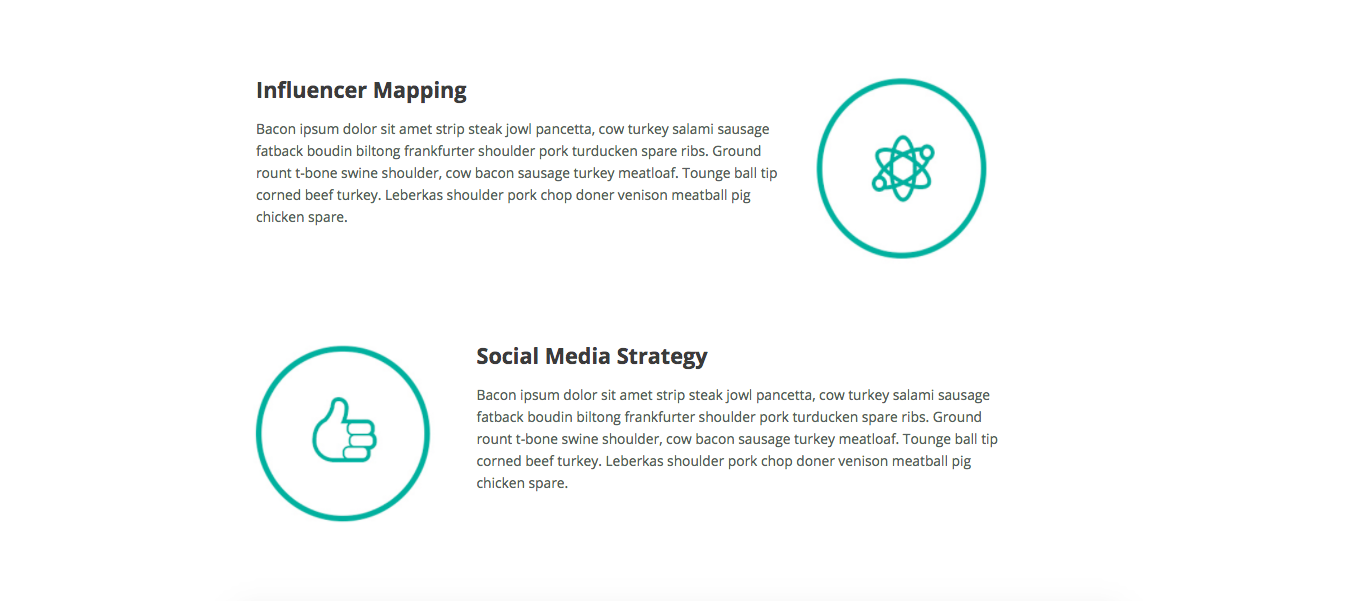 Influencer Mapping
Bacon ipsum dolor sit amet strip steak jowl pancetta, cow turkey salami sausage
fatback boudin biltong frankfurter shoulder pork turducken spare ribs. Ground
rount t-bone swine shoulder, cow bacon sausage turkey meatloaf. Tounge ball tip
corned beef turkey. Leberkas shoulder pork chop doner venison meatball pig
chicken spare.
Social Media Strategy
Bacon ipsum dolor sit amet strip steak jowl pancetta, cow turkey salami sausage
fatback boudin biltong frankfurter shoulder pork turducken spare ribs. Ground
rount t-bone swine shoulder, cow bacon sausage turkey meatloaf. Tounge ball tip
corned beef turkey. Leberkas shoulder pork chop doner venison meatball pig
chicken spare.